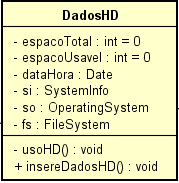 DadosHD
- espacoTotal : int = 0
- espacoUsavel : int = 0
- dataHora : Date
- si : SystemInfo
- so : OperatingSystem
- fs : FileSystem
- usoHD() : void
+ insereDadosHD() : void